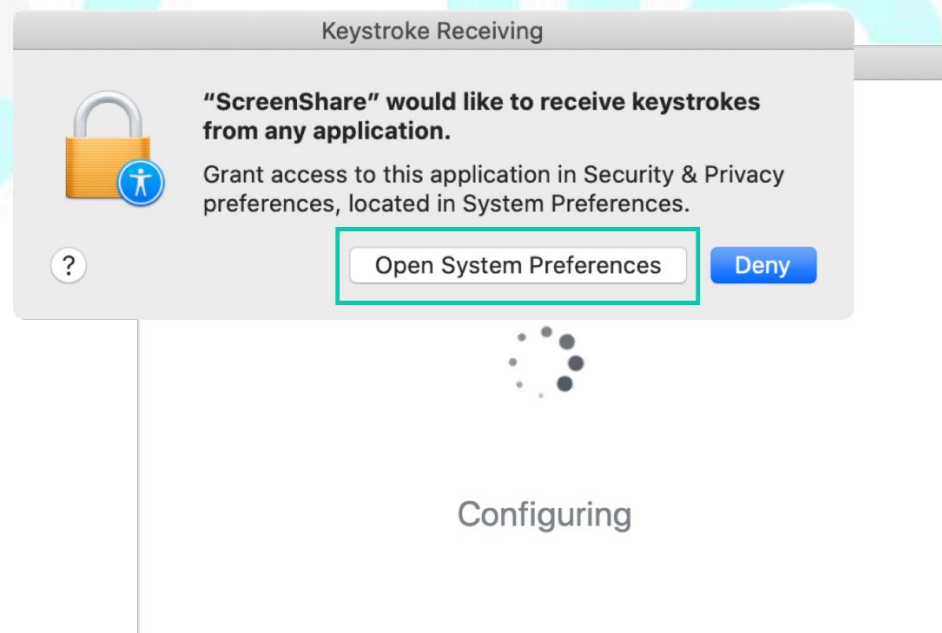 Keystroke Receiving
“ScreenShare” would like to receive keystrokes
from any application.
Grant access to this application in Security & Privacy
preferences, located in System Preferences.
?
Open System Preferences
Deny
Configuring